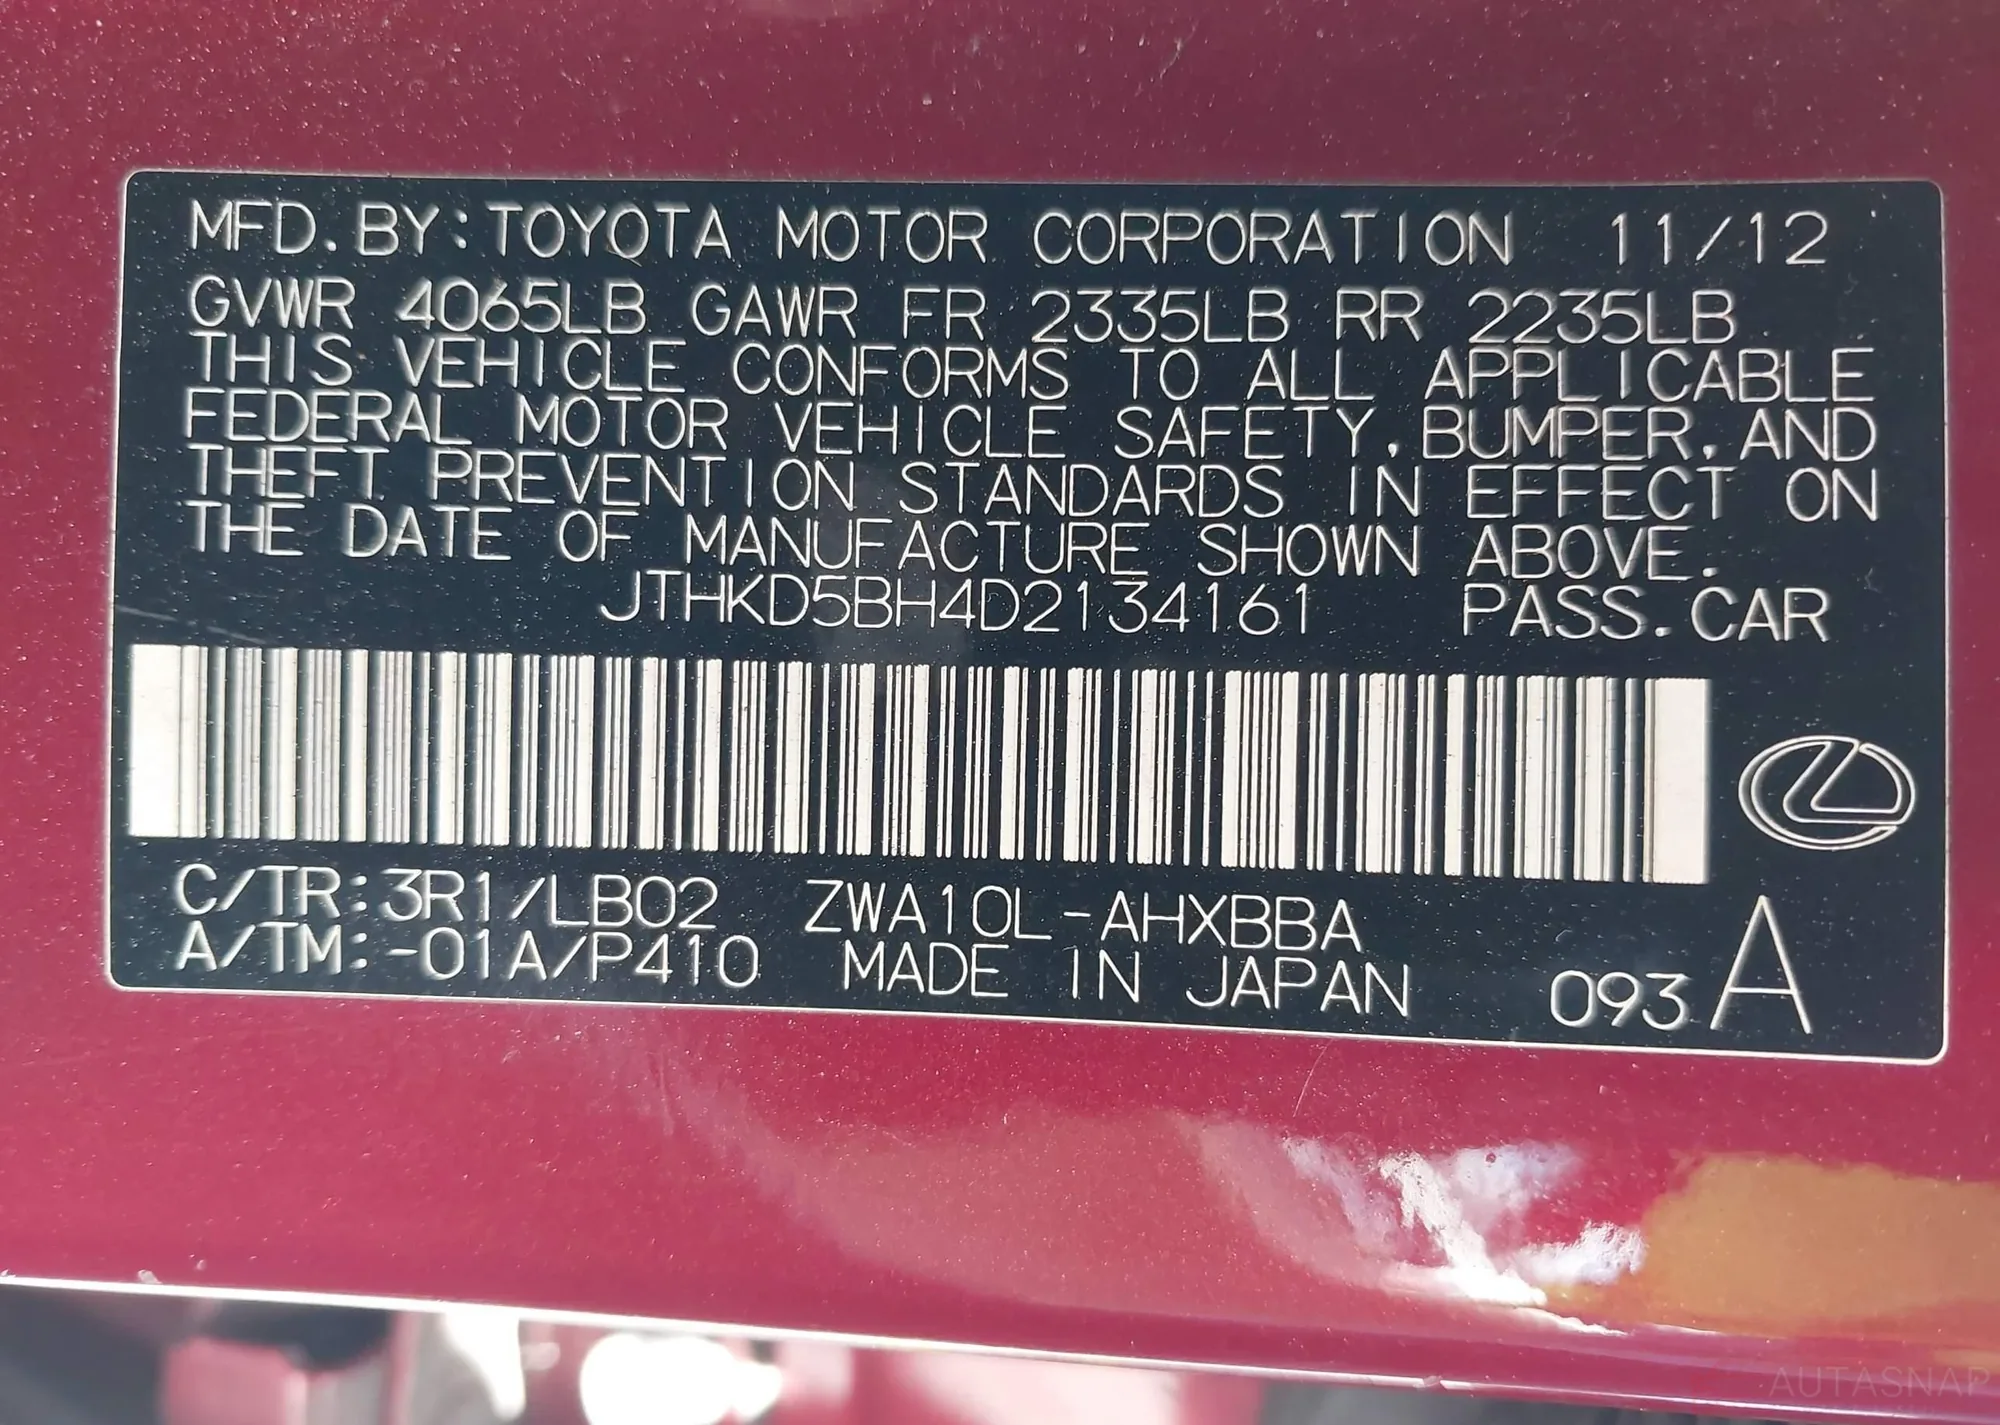 MFD.BY:TOYOTA MOTOR CORPORATION 11/12
GVWR 4065LB GAWR FR 2335LB RR 2235LB
THIS VEHICLE CONFORMS TO ALL APPLICABLE
FEDERAL MOTOR VEHICLE SAFETY,BUMPER,AND
THEFT PREVENTION STANDARDS IN EFFECT ON
THE DATE OF MANUFACTURE SHOWN ABOVE.
JTHKD5BH4D2134161 PASS.CAR
C/TR:3R1/LB02 ZWA10L-AHXBBA
A/TM:-01A/P410 MADE IN JAPAN 093 A
AUTASNAP